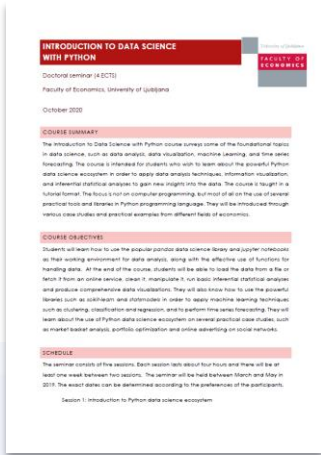 INTRODUCTION TO DATA SCIENCE
WITH PYTHON
FACULTY OF
ECONOMICS
Doctoral seminar (4 ECTS)
Faculty of Economics, University of Ljubljana
October 2020
COURSE SUMMARY
The Introduction to Data Science with Python course surveys some of the foundational topics
in data science, such as data analysis, data visualization, machine learning, and time series
forecasting. The course is intended for students who wish to learn about the powerful Python
data science ecosystem in order to apply data analysis techniques, information visualization,
and inferential statistical analyses to gain new insights into the data. The course is taught in a
tutorial format. The focus is not on computer programming, but most of all on the use of several
practical tools and libraries in Python programming language. They will be introduced through
various case studies and practical examples from different fields of economics.
COURSE OBJECTIVES
Students will learn how to use the popular pandas data science library and jupyter notebooks
as their working environment for data analysis, along with the effective use of functions for
handling data. At the end of the course, students will be able to load the data from a file or
fetch it from an online service, clean it, manipulate it, run basic inferential statistical analyses
and produce comprehensive data visualizations. They will also know how to use the powerful
libraries such as scikit-learn and statsmodels in order to apply machine learning techniques
such as clustering, classification and regression, and to perform time series forecasting. They will
learn about the use of Python data science ecosystem on several practical case studies, such
as market basket analysis, portfolio optimization and online advertising on social networks.
SCHEDULE
The seminar consists of five sessions. Each session lasts about four hours and there will be at
least one week between two sessions. The seminar will be held between March and May in
2019. The exact dates can be determined according to the preferences of the participants.
Session 1: Introduction to Python data science ecosystem